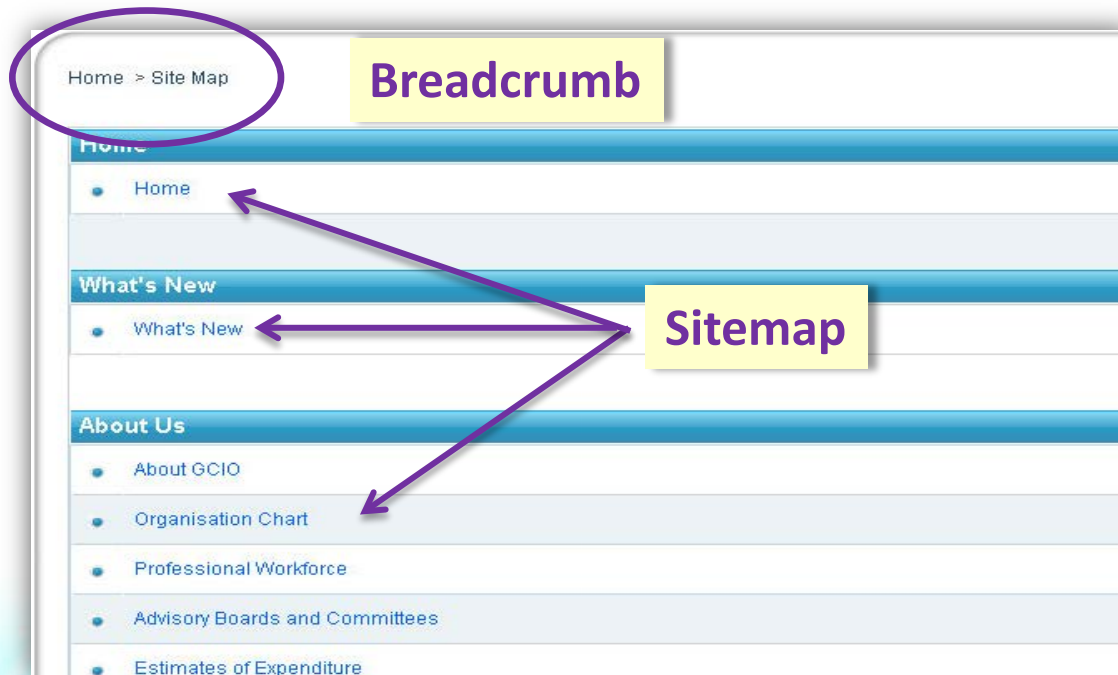 Home > Site Map
Breadcrumb
Home
Home
What's New
What's New
Sitemap
About Us
About GCIO
Organisation Chart
Professional Workforce
Advisory Boards and Committees
Estimates of Expenditure